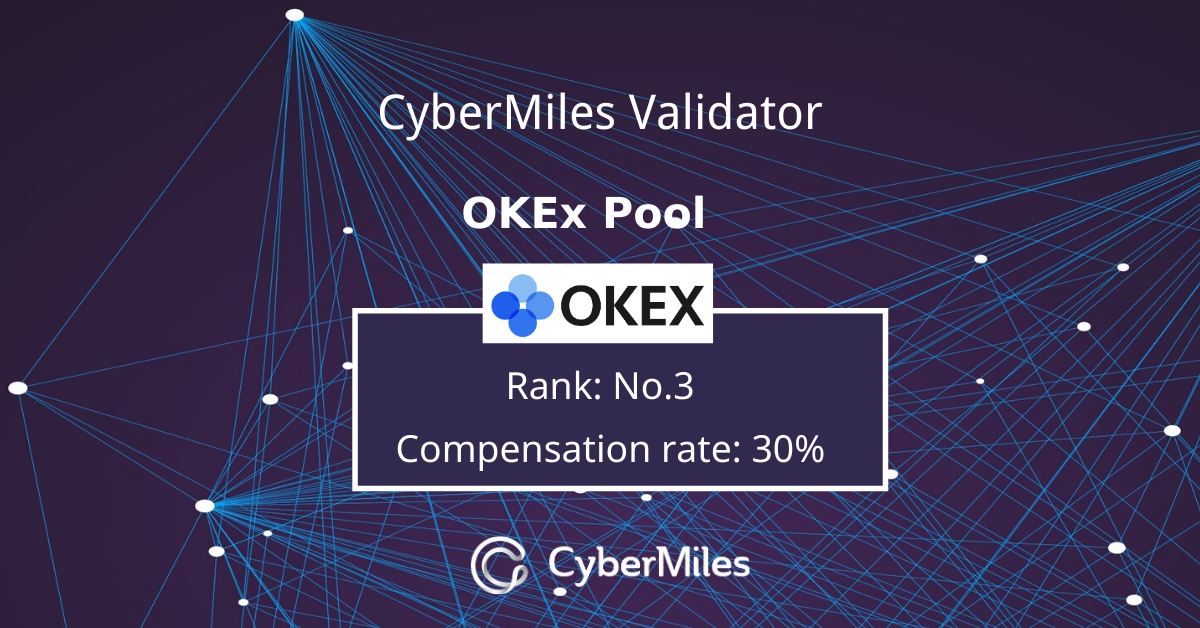 CyberMiles Validator
OKEx Pool
OKEX
Rank: No.3
Compensation rate: 30%
CyberMiles